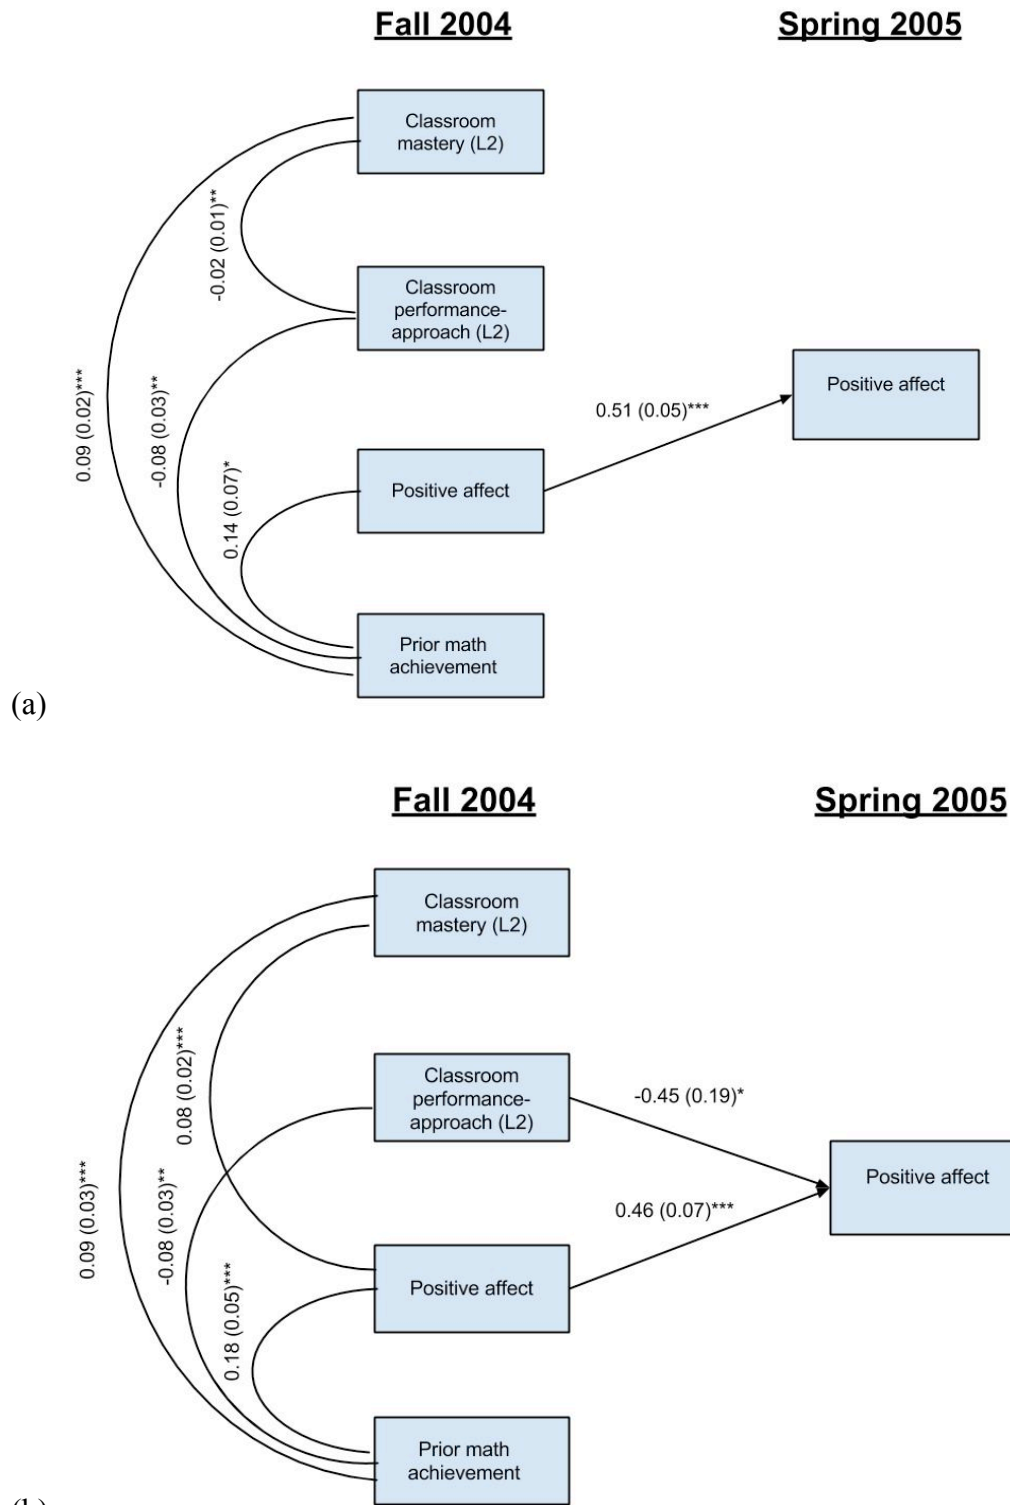 Fall 2004
Spring 2005
Classroom
mastery (L2)
-0.02 (0.01)**
Classroom
performance-
approach (L2)
0.09 (0.02)***
-0.08 (0.03)**
0.51 (0.05)***
Positive affect
0.14 (0.07)*
Positive affect
Prior math
achievement
(a)
Fall 2004
Spring 2005
Classroom
mastery (L2)
0.08 (0.02)***
Classroom
performance-
approach (L2)
-0.45 (0.19)*
0.09 (0.03)***
-0.08 (0.03)**
Positive affect
0.46 (0.07)***
0.18 (0.05)***
Positive affect
Prior math
achievement
(b)